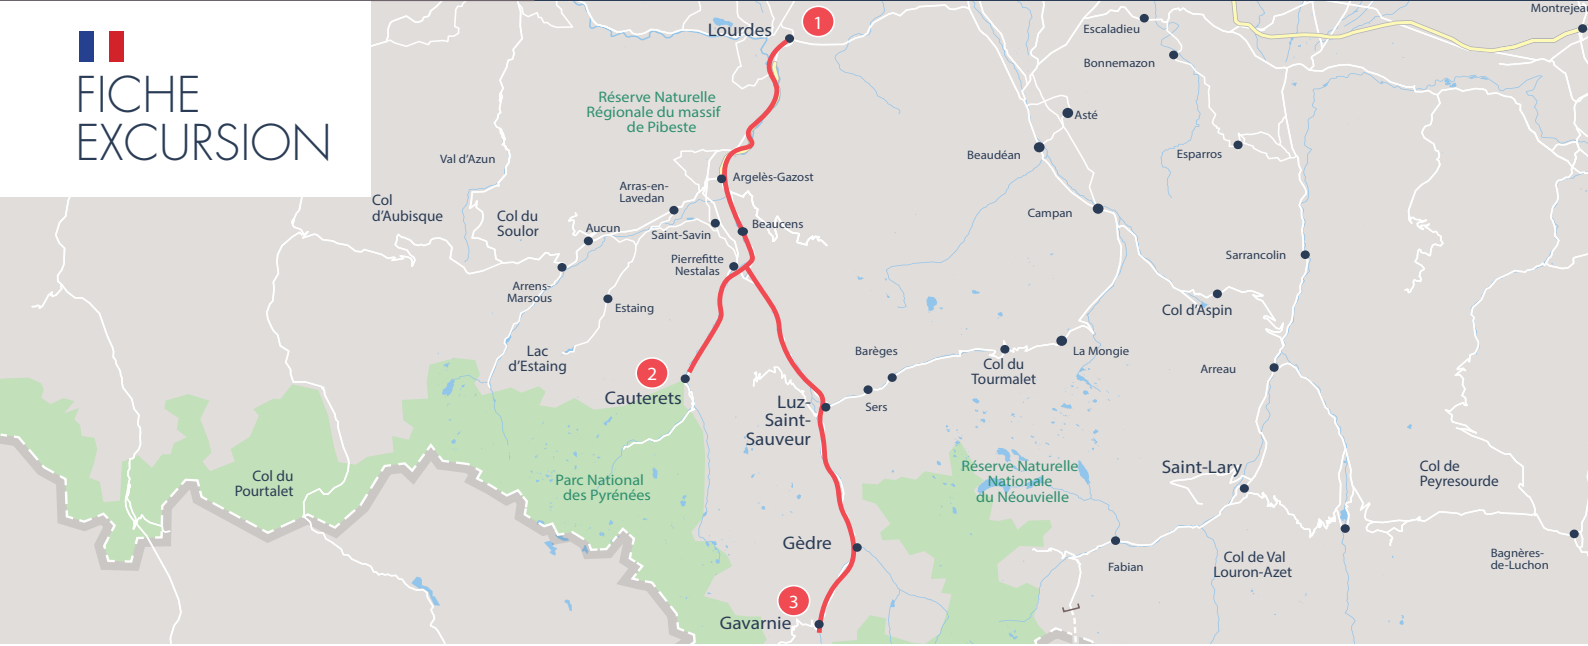 FICHE
EXCURSION
Lourdes
1
Escaladieu
Montrejeau
Bonnemazon
Réserve Naturelle
Régionale du massif
de Pibeste
Asté
Val d'Azun
Beaudéan
Esparros
Argelès-Gazost
Arras-en-
Lavedan
Col
d'Aubisque
Col du
Soulor
Aucun
Saint-Savin
Beaucens
Campan
Pierrefitte
Nestalas
Sarrancolin
Arrens-
Marsous
Estaing
Col d'Aspin
Lac
d'Estaing
Barèges
La Mongie
Col du
Tourmalet
Arreau
2
Cauterets
Sers
Luz-
Saint-
Sauveur
Col du
Pourtalet
Parc National
des Pyrénées
Réserve Naturelle
Nationale
du Néouvielle
Saint-Lary
Col de
Peyresourde
Gèdre
Fabian
Col de Val
Louron-Azet
Bagnères-
de-Luchon
3
Gavarnie